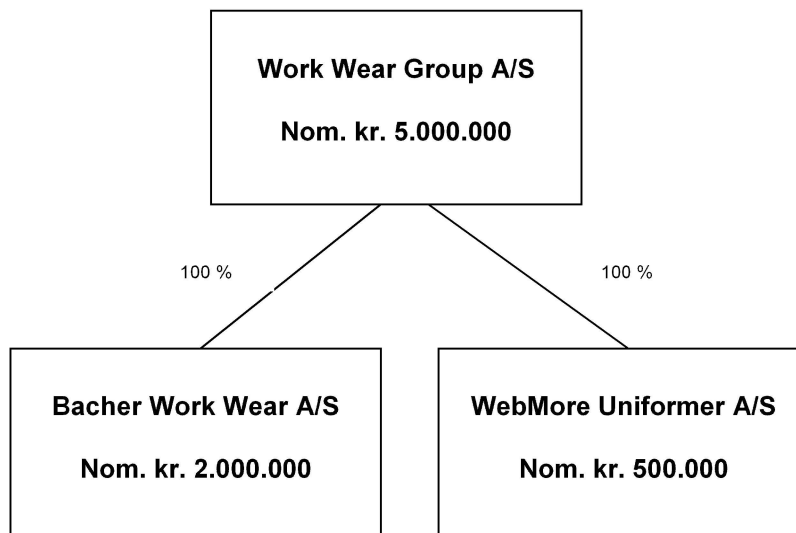 Work Wear Group A/S
Nom. kr. 5.000.000
100 %
100 %
Bacher Work Wear A/S
Nom. kr. 2.000.000
WebMore Uniformer A/S
Nom. kr. 500.000